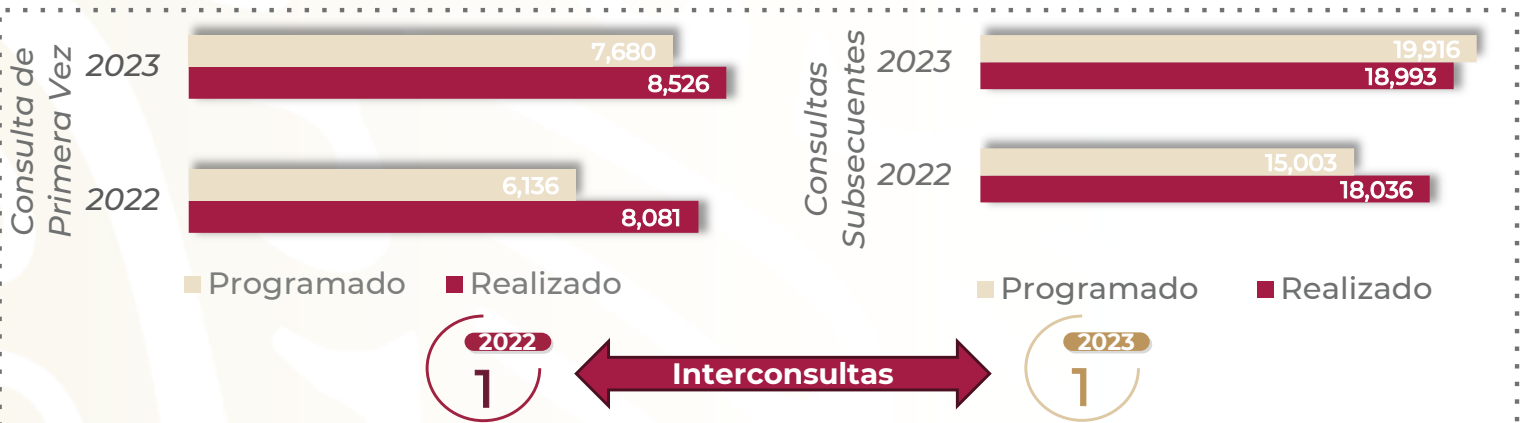 Consulta de
Primera Vez
2023
7,680
8,526
2022
6,136
8,081
Programado
Realizado
Consultas
Subsecuentes
2023
19,916
18,993
2022
15,003
18,036
Programado
Realizado
2022
1
Interconsultas
2023
1